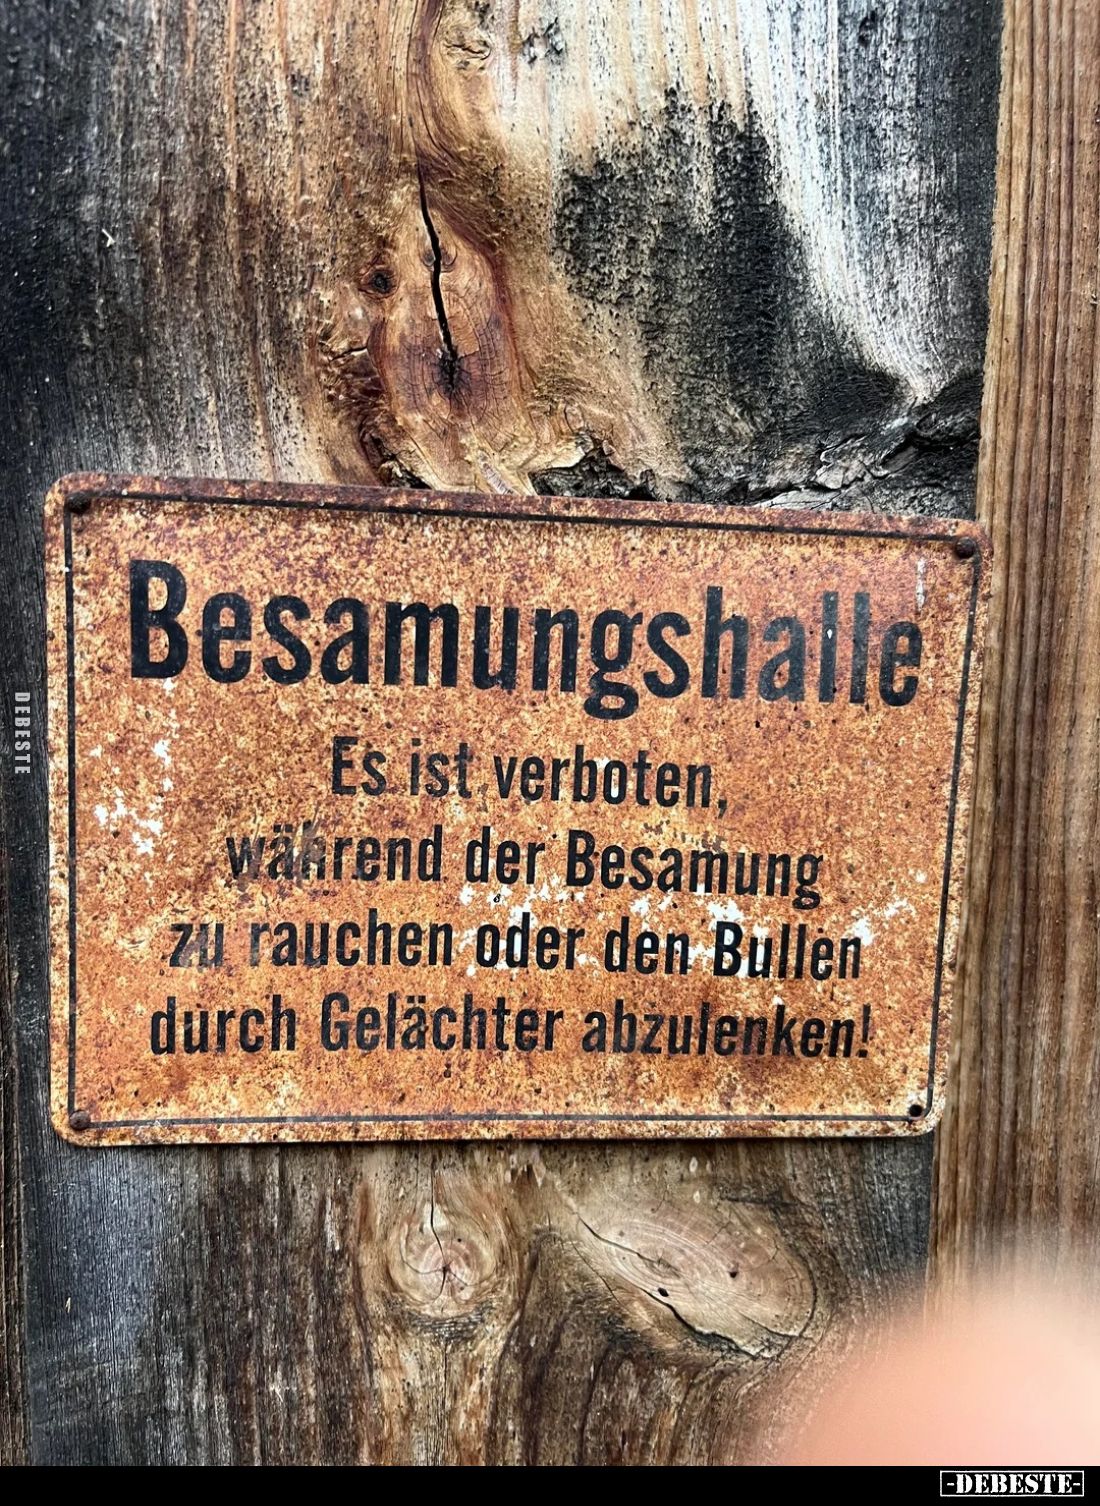 Besamungshalle
Es ist verboten,
während der Besamung
zu rauchen oder den Bullen
durch Gelächter abzulenken!
DEBESTE
-DEBESTE-